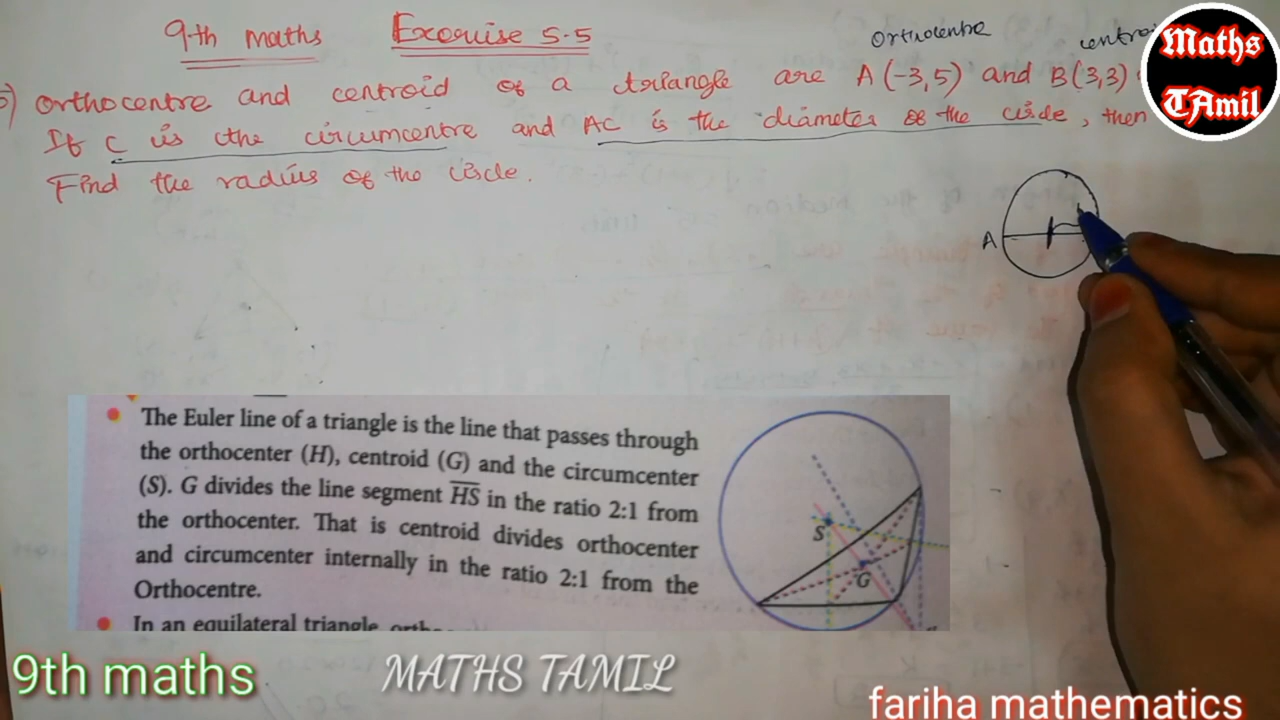 9th maths Exercise 5.5
Orthocentre
orthocentre and centroid of a triangle are A(-3,5) and B(3,3)
If C is the circumcentre and AC is the diameter of the circle, then
Find the radius of the circle.
Maths
TAmil
A
The Euler line of a triangle is the line that passes through
the orthocenter (H), centroid (G) and the circumcenter
(S). G divides the line segment HS in the ratio 2:1 from
the orthocenter. That is centroid divides orthocenter
and circumcenter internally in the ratio 2:1 from the
Orthocentre.
In an equilateral triangle,
S
G
9th maths
MATHS TAMIL
fariha mathematics